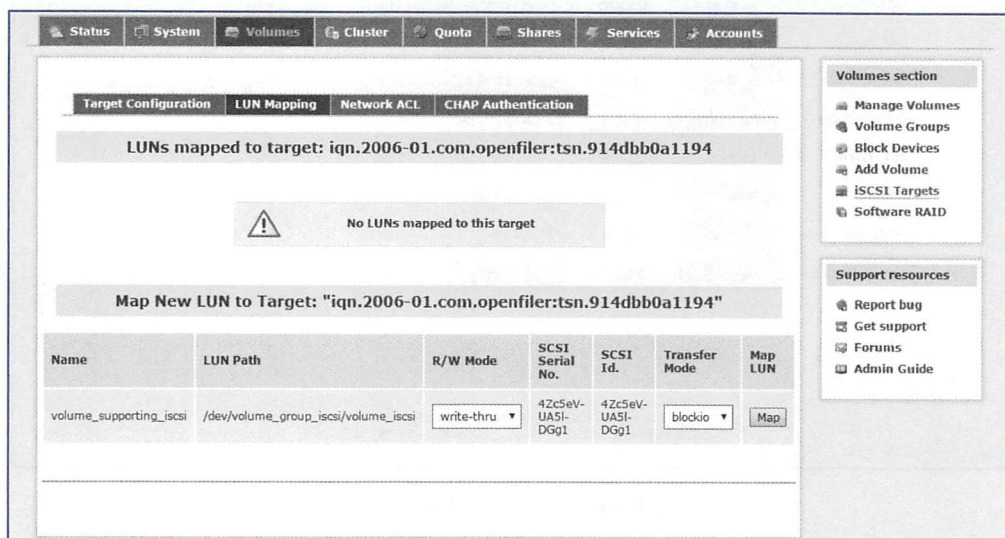 Status System Volumes Cluster Quota Shares Services Accounts
Target Configuration LUN Mapping Network ACL CHAP Authentication
LUNs mapped to target: iqn.2006-01.com.openfiler:tsn.914dbb0a1194
No LUNs mapped to this target
Map New LUN to Target: "iqn.2006-01.com.openfiler:tsn.914dbb0a1194"
Name LUN Path R/W Mode SCSI Serial No. SCSI Id. Transfer Mode Map LUN
volume_supporting_iscsi /dev/volume_group_iscsi/volume_iscsi write-thru 4Zc5eV-UA5l-DGg1 4Zc5eV-UA5l-DGg1 blockio Map
Volumes section
Manage Volumes
Volume Groups
Block Devices
Add Volume
iSCSI Targets
Software RAID
Support resources
Report bug
Get support
Forums
Admin Guide